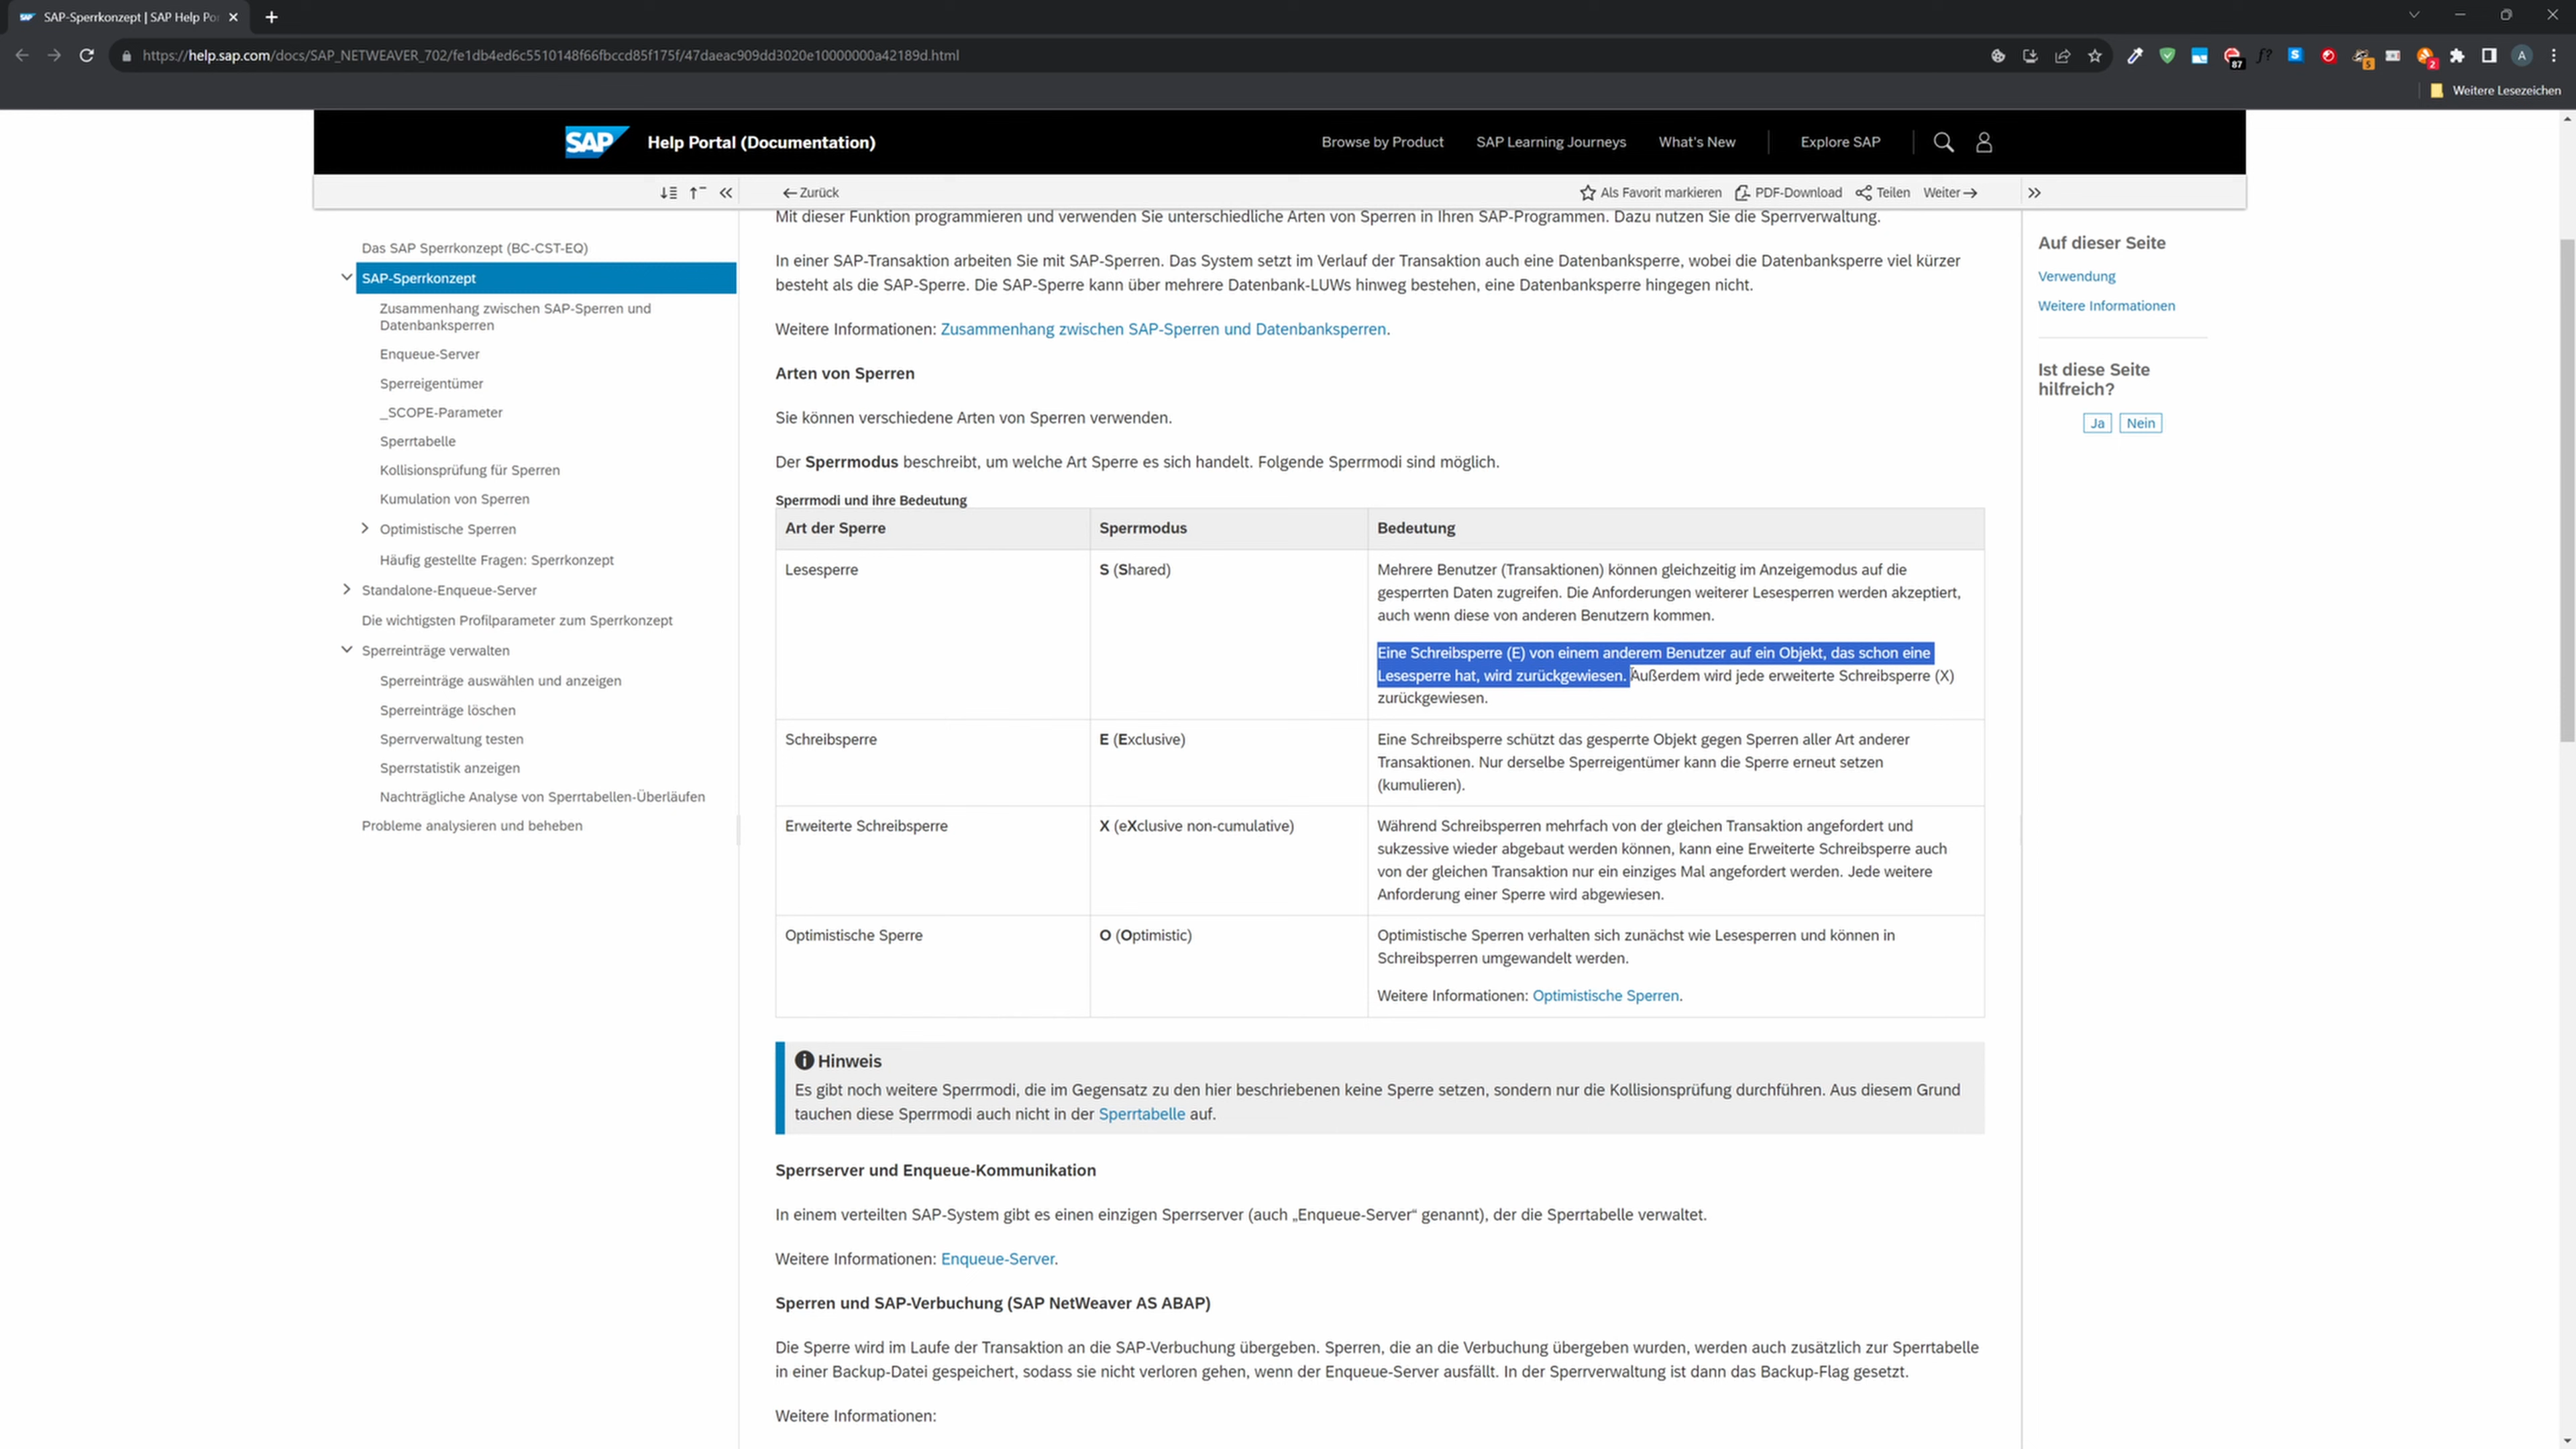 SAP-Sperrkonzept | SAP Help Po
https://help.sap.com/docs/SAP_NETWEAVER_702/fe1db4ed6c5510148f66fbccd85f175f/47daeac909dd3020e10000000a42189d.html
87
f?
S
5
2
A
Weitere Lesezeichen
SAP Help Portal (Documentation)
Browse by Product SAP Learning Journeys What's New Explore SAP
Zurück
Als Favorit markieren PDF-Download Teilen Weiter
Das SAP Sperrkonzept (BC-CST-EQ)
SAP-Sperrkonzept
Zusammenhang zwischen SAP-Sperren und
Datenbanksperren
Enqueue-Server
Sperreigentümer
_SCOPE-Parameter
Sperrtabelle
Kollisionsprüfung für Sperren
Kumulation von Sperren
Optimistische Sperren
Häufig gestellte Fragen: Sperrkonzept
Standalone-Enqueue-Server
Die wichtigsten Profilparameter zum Sperrkonzept
Sperreinträge verwalten
Sperreinträge auswählen und anzeigen
Sperreinträge löschen
Sperrverwaltung testen
Sperrstatistik anzeigen
Nachträgliche Analyse von Sperrtabellen-Überläufen
Probleme analysieren und beheben
Mit dieser Funktion programmieren und verwenden Sie unterschiedliche Arten von Sperren in Ihren SAP-Programmen. Dazu nutzen Sie die Sperrverwaltung.
In einer SAP-Transaktion arbeiten Sie mit SAP-Sperren. Das System setzt im Verlauf der Transaktion auch eine Datenbanksperre, wobei die Datenbanksperre viel kürzer
besteht als die SAP-Sperre. Die SAP-Sperre kann über mehrere Datenbank-LUWs hinweg bestehen, eine Datenbanksperre hingegen nicht.
Weitere Informationen: Zusammenhang zwischen SAP-Sperren und Datenbanksperren.
Arten von Sperren
Sie können verschiedene Arten von Sperren verwenden.
Der Sperrmodus beschreibt, um welche Art Sperre es sich handelt. Folgende Sperrmodi sind möglich.
Sperrmodi und ihre Bedeutung
Art der Sperre Sperrmodus Bedeutung
Lesesperre S (Shared) Mehrere Benutzer (Transaktionen) können gleichzeitig im Anzeigemodus auf die
gesperrten Daten zugreifen. Die Anforderungen weiterer Lesesperren werden akzeptiert,
auch wenn diese von anderen Benutzern kommen.
Eine Schreibsperre (E) von einem anderem Benutzer auf ein Objekt, das schon eine
Lesesperre hat, wird zurückgewiesen. Außerdem wird jede erweiterte Schreibsperre (X)
zurückgewiesen.
Schreibsperre E (Exclusive) Eine Schreibsperre schützt das gesperrte Objekt gegen Sperren aller Art anderer
Transaktionen. Nur derselbe Sperreigentümer kann die Sperre erneut setzen
(kumulieren).
Erweiterte Schreibsperre X (eXclusive non-cumulative) Während Schreibsperren mehrfach von der gleichen Transaktion angefordert und
sukzessive wieder abgebaut werden können, kann eine Erweiterte Schreibsperre auch
von der gleichen Transaktion nur ein einziges Mal angefordert werden. Jede weitere
Anforderung einer Sperre wird abgewiesen.
Optimistische Sperre O (Optimistic) Optimistische Sperren verhalten sich zunächst wie Lesesperren und können in
Schreibsperren umgewandelt werden.
Weitere Informationen: Optimistische Sperren.
Hinweis
Es gibt noch weitere Sperrmodi, die im Gegensatz zu den hier beschriebenen keine Sperre setzen, sondern nur die Kollisionsprüfung durchführen. Aus diesem Grund
tauchen diese Sperrmodi auch nicht in der Sperrtabelle auf.
Sperrserver und Enqueue-Kommunikation
In einem verteilten SAP-System gibt es einen einzigen Sperrserver (auch „Enqueue-Server“ genannt), der die Sperrtabelle verwaltet.
Weitere Informationen: Enqueue-Server.
Sperren und SAP-Verbuchung (SAP NetWeaver AS ABAP)
Die Sperre wird im Laufe der Transaktion an die SAP-Verbuchung übergeben. Sperren, die an die Verbuchung übergeben wurden, werden auch zusätzlich zur Sperrtabelle
in einer Backup-Datei gespeichert, sodass sie nicht verloren gehen, wenn der Enqueue-Server ausfällt. In der Sperrverwaltung ist dann das Backup-Flag gesetzt.
Weitere Informationen:
Auf dieser Seite
Verwendung
Weitere Informationen
Ist diese Seite
hilfreich?
Ja Nein